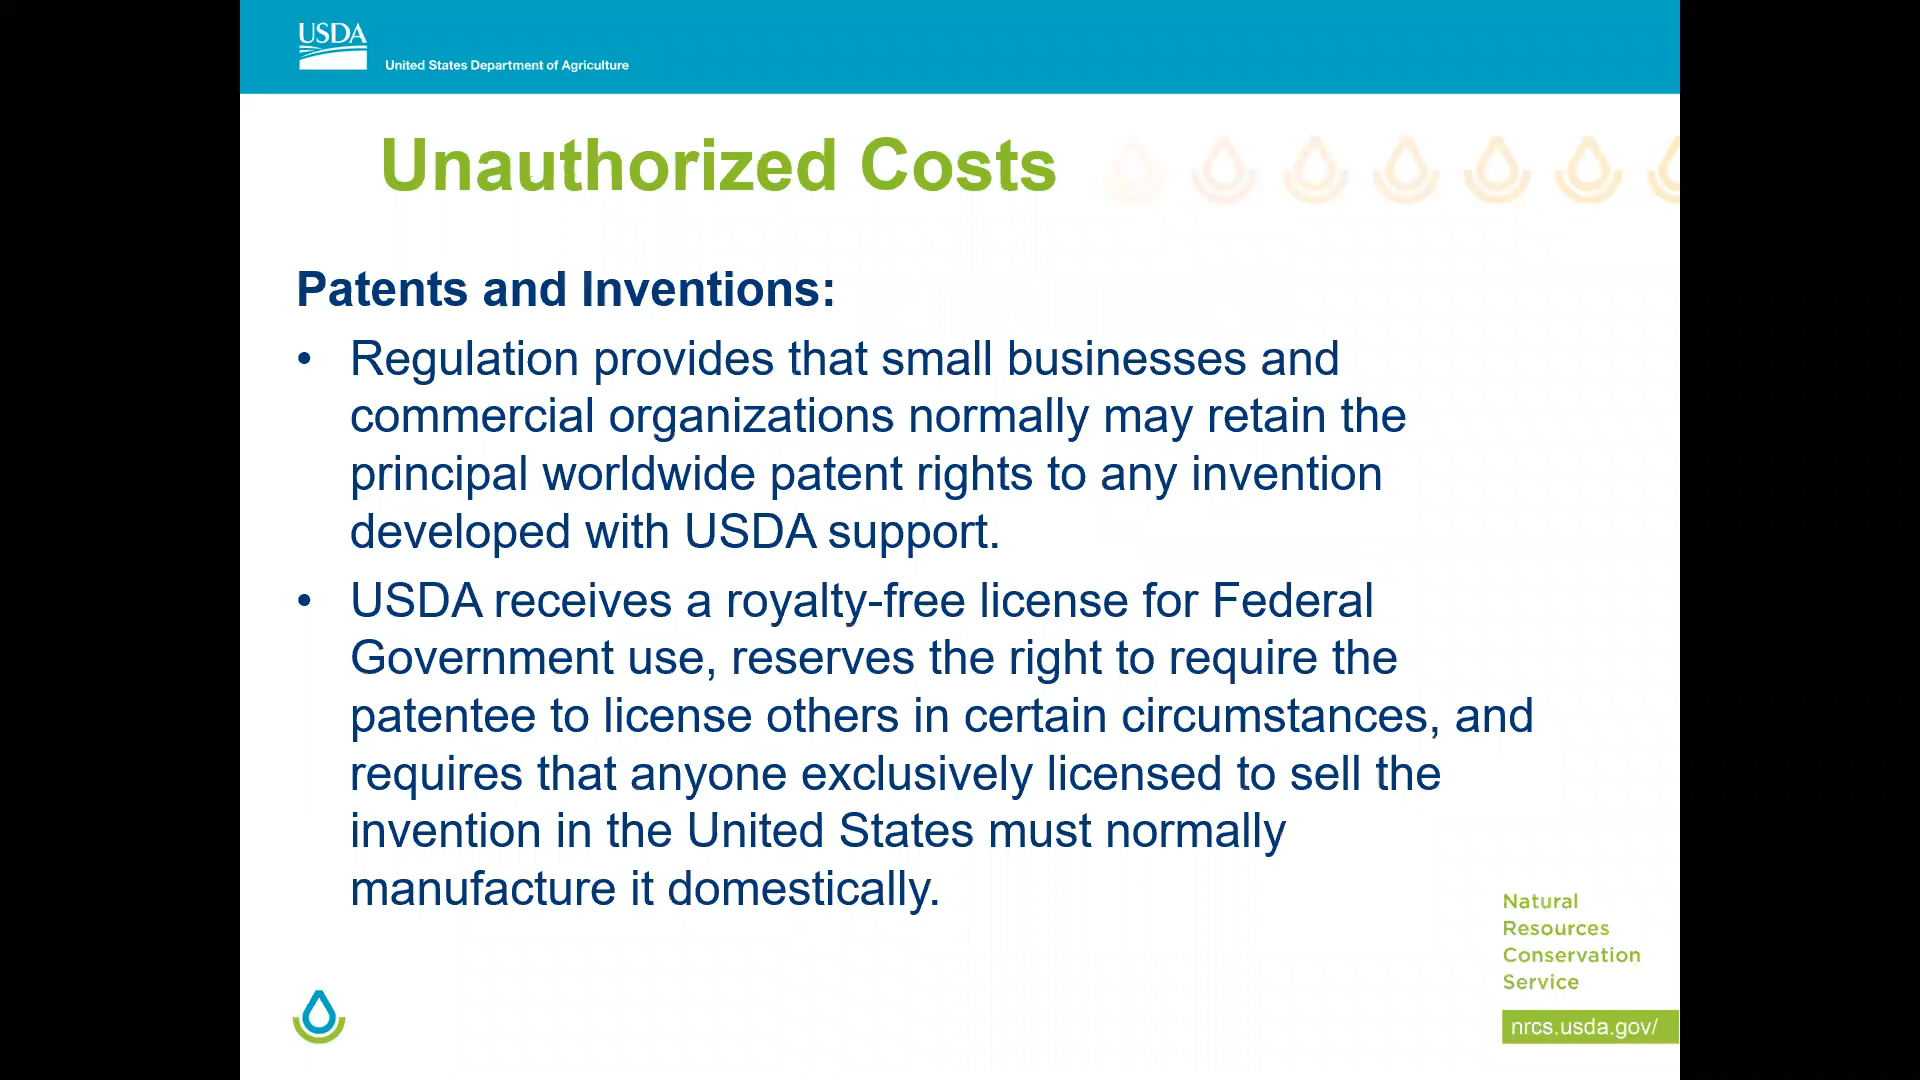 USDA
United States Department of Agriculture
Unauthorized Costs
Patents and Inventions:
• Regulation provides that small businesses and
commercial organizations normally may retain the
principal worldwide patent rights to any invention
developed with USDA support.
• USDA receives a royalty-free license for Federal
Government use, reserves the right to require the
patentee to license others in certain circumstances, and
requires that anyone exclusively licensed to sell the
invention in the United States must normally
manufacture it domestically.
Natural
Resources
Conservation
Service
nrcs.usda.gov/